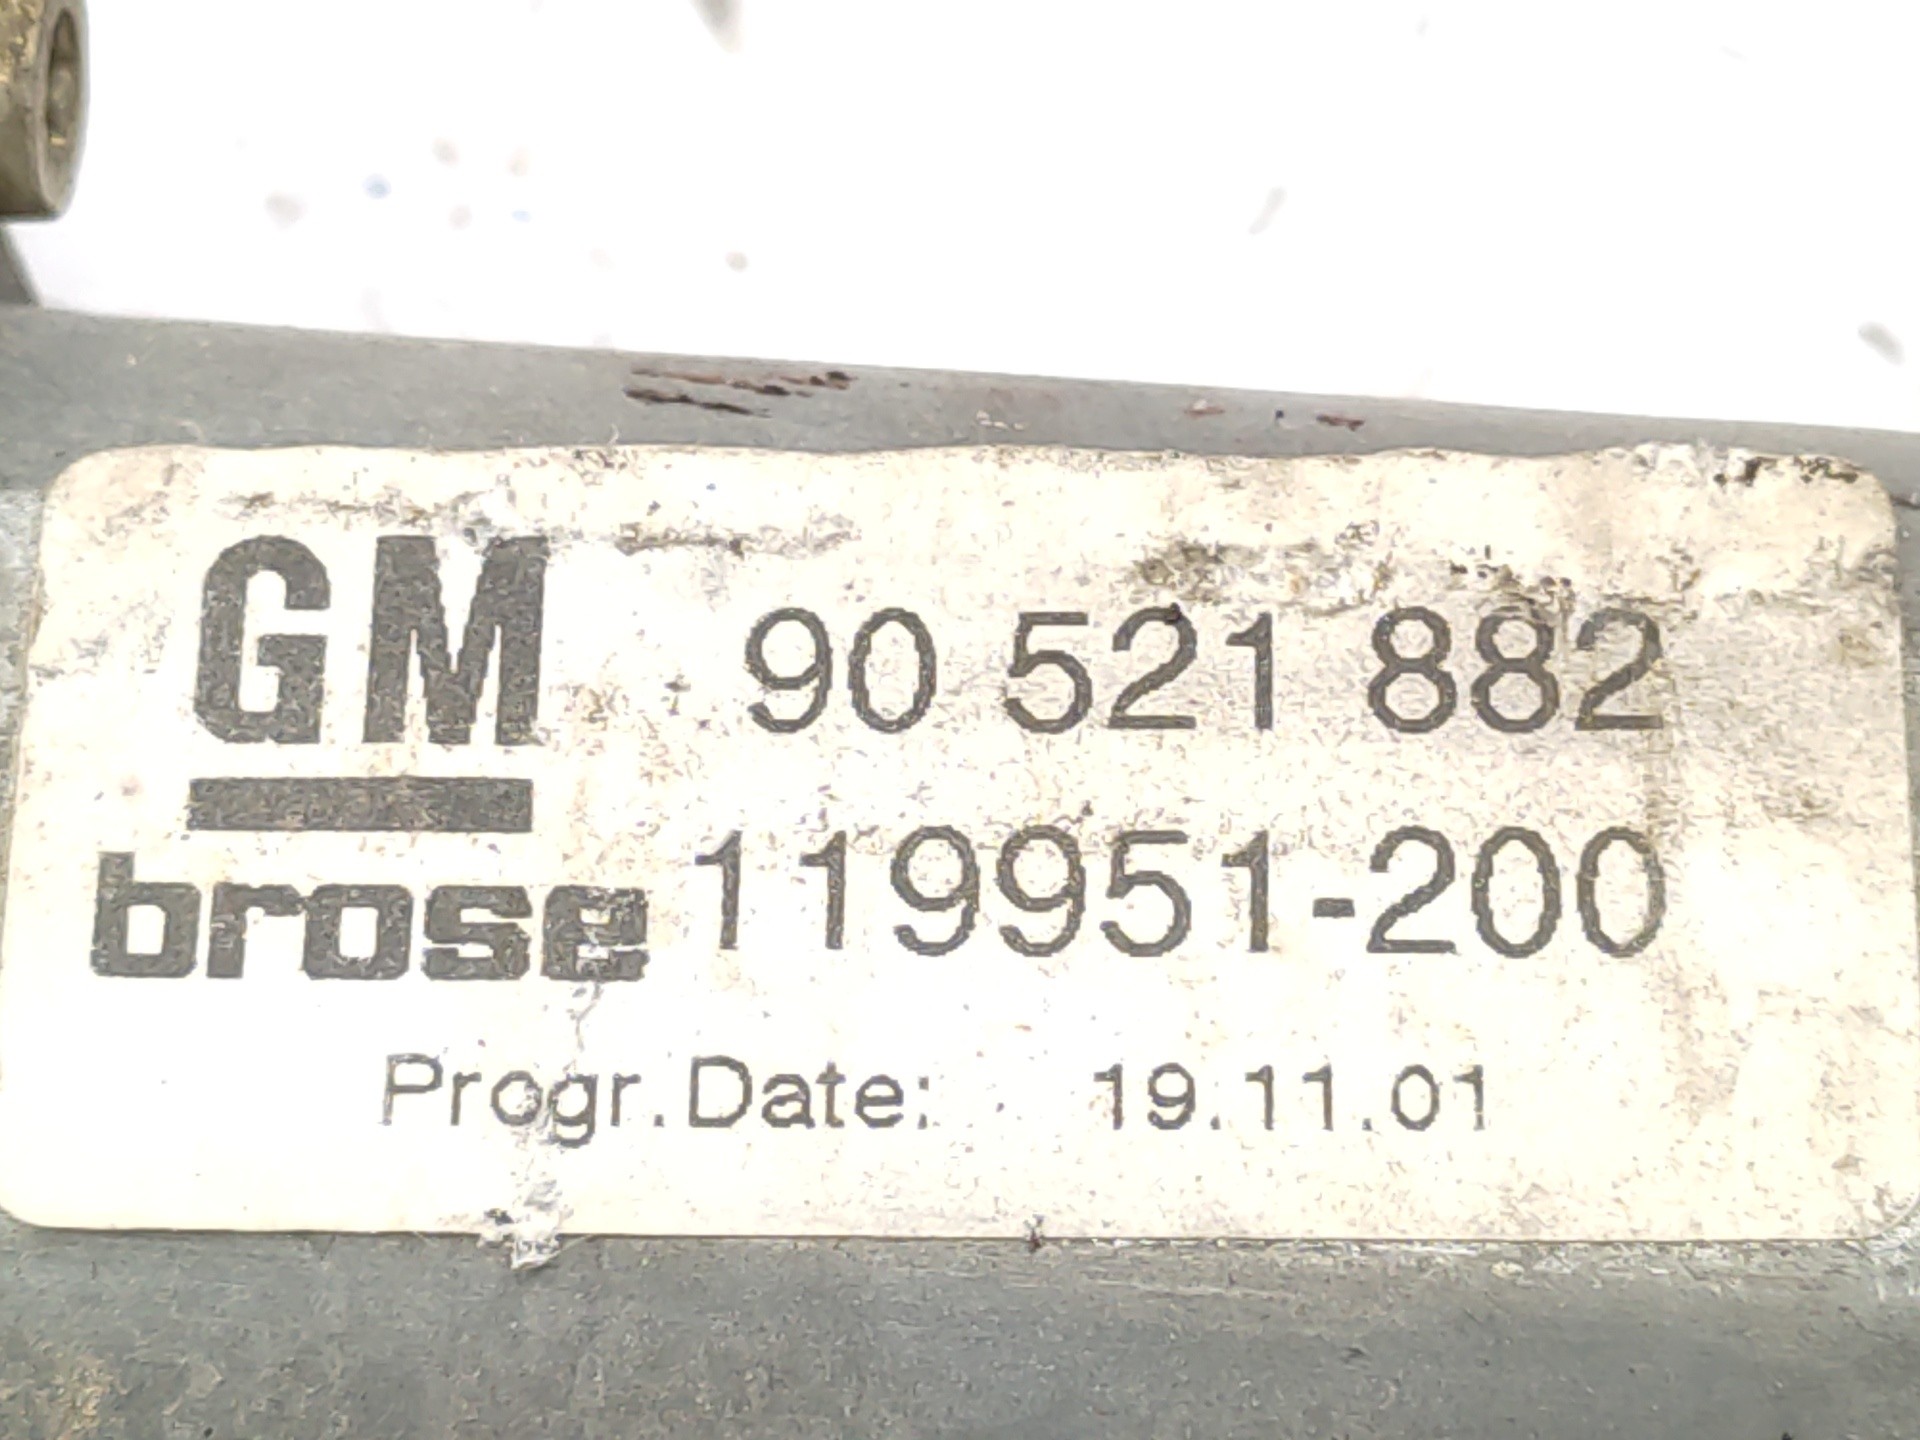 GM 90 521 882
brose 119951-200
Progr.Date: 19.11.01